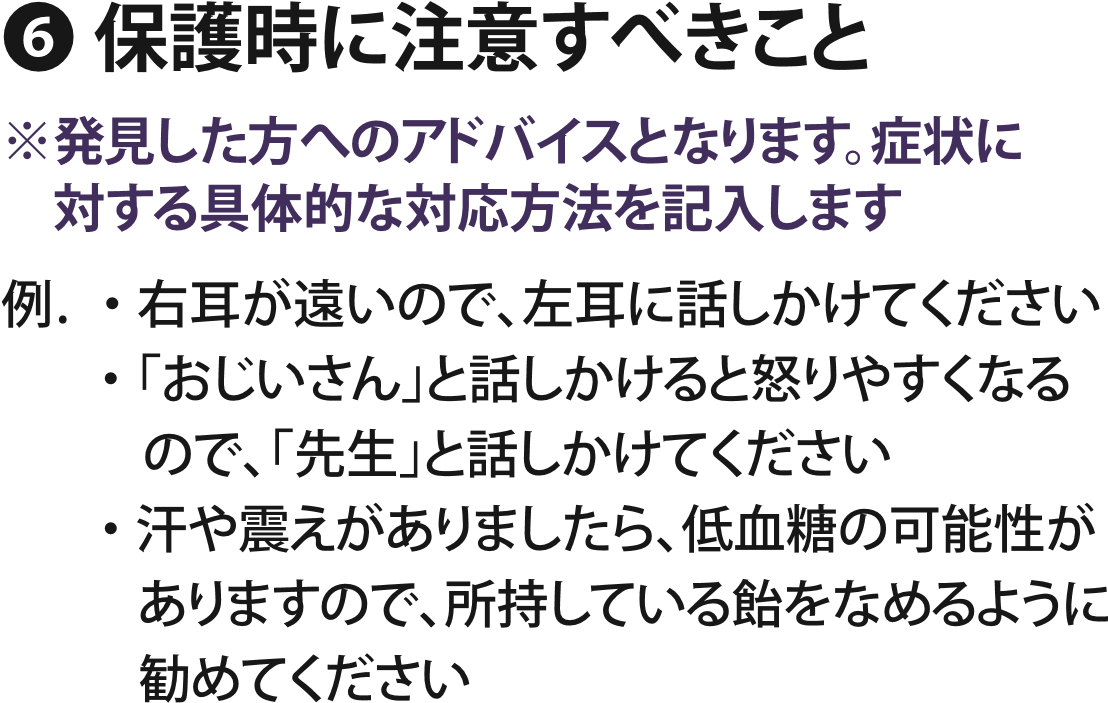 ❻ 保護時に注意すべきこと
※発見した方へのアドバイスとなります。症状に
対する具体的な対応方法を記入します
例. ・右耳が遠いので、左耳に話しかけてください
・「おじいさん」と話しかけると怒りやすくなる
ので、「先生」と話しかけてください
・汗や震えがありましたら、低血糖の可能性が
ありますので、所持している飴をなめるように
勧めてください